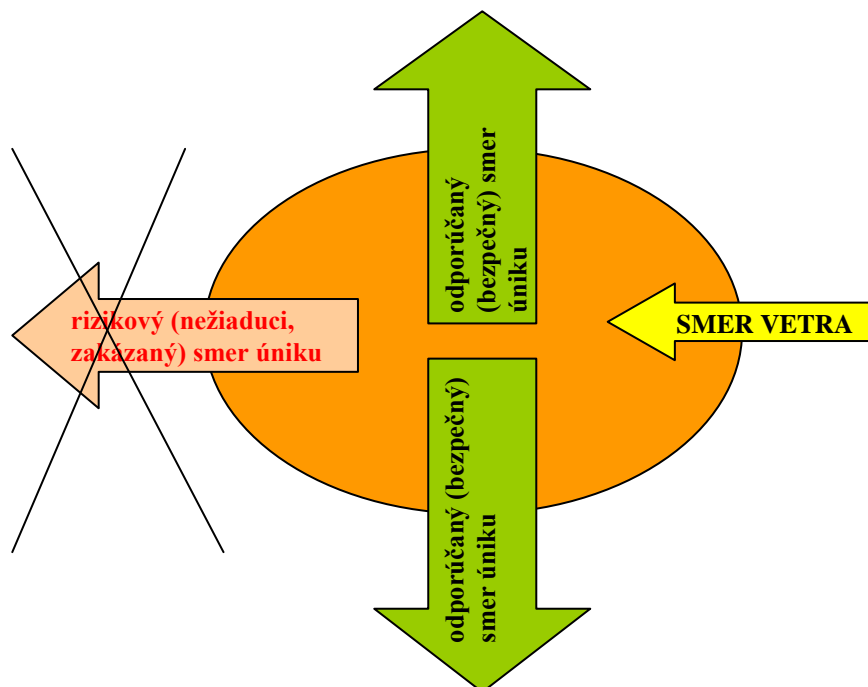 odporúčaný
(bezpečný) smer
úniku
rizikový (nežiaduci,
zakázaný) smer úniku
SMER VETRA
odporúčaný (bezpečný)
smer úniku